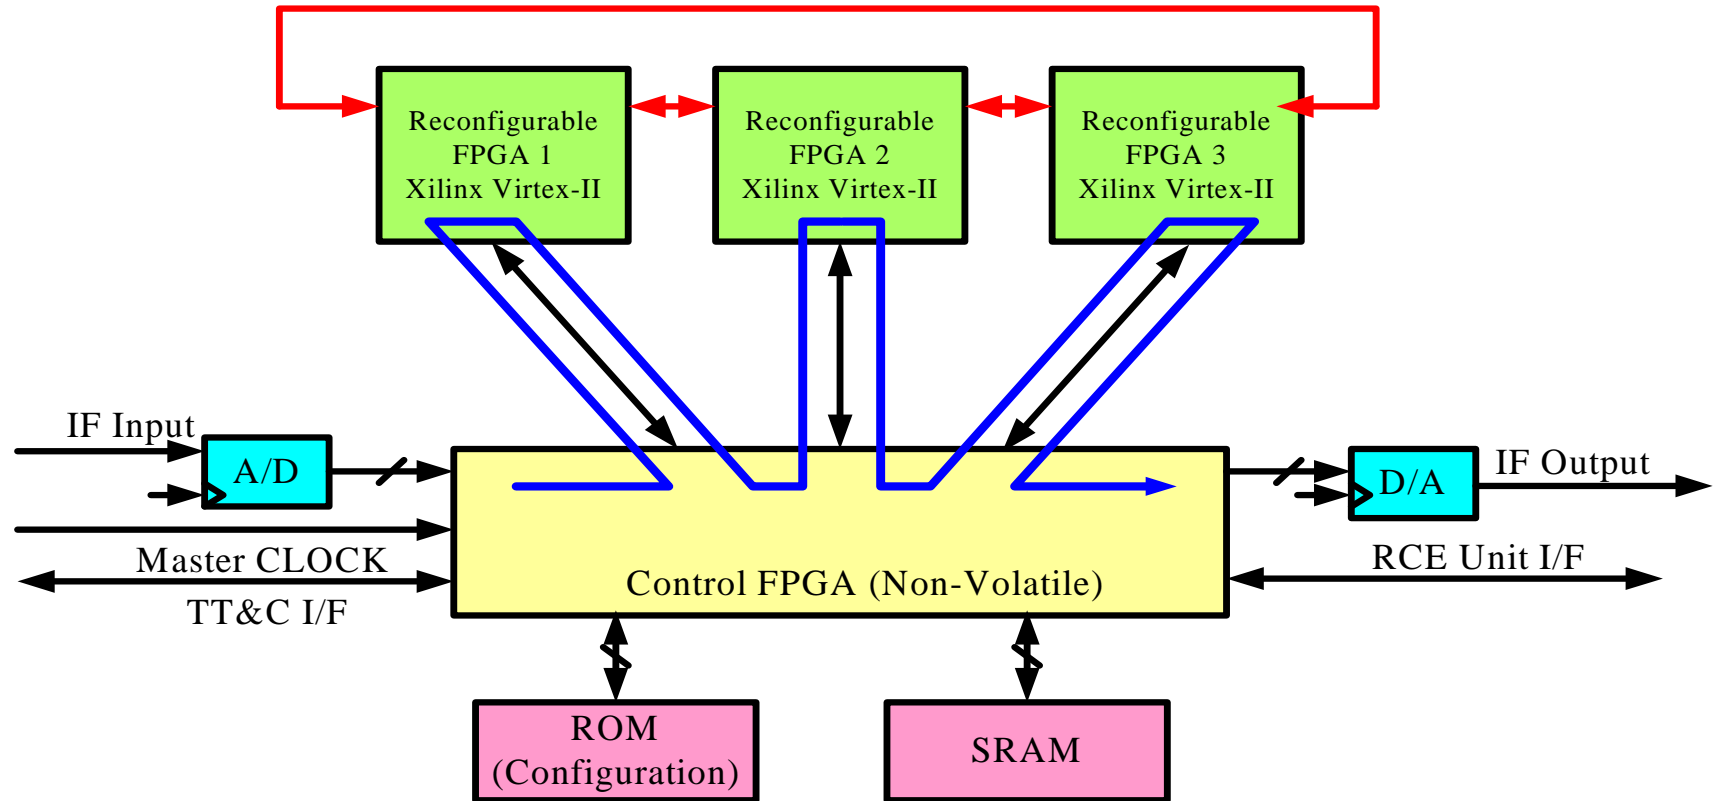 Reconfigurable
FPGA 1
Xilinx Virtex-II
Reconfigurable
FPGA 2
Xilinx Virtex-II
Reconfigurable
FPGA 3
Xilinx Virtex-II
IF Input
A/D
Master CLOCK
TT&C I/F
Control FPGA (Non-Volatile)
D/A
IF Output
RCE Unit I/F
ROM
(Configuration)
SRAM